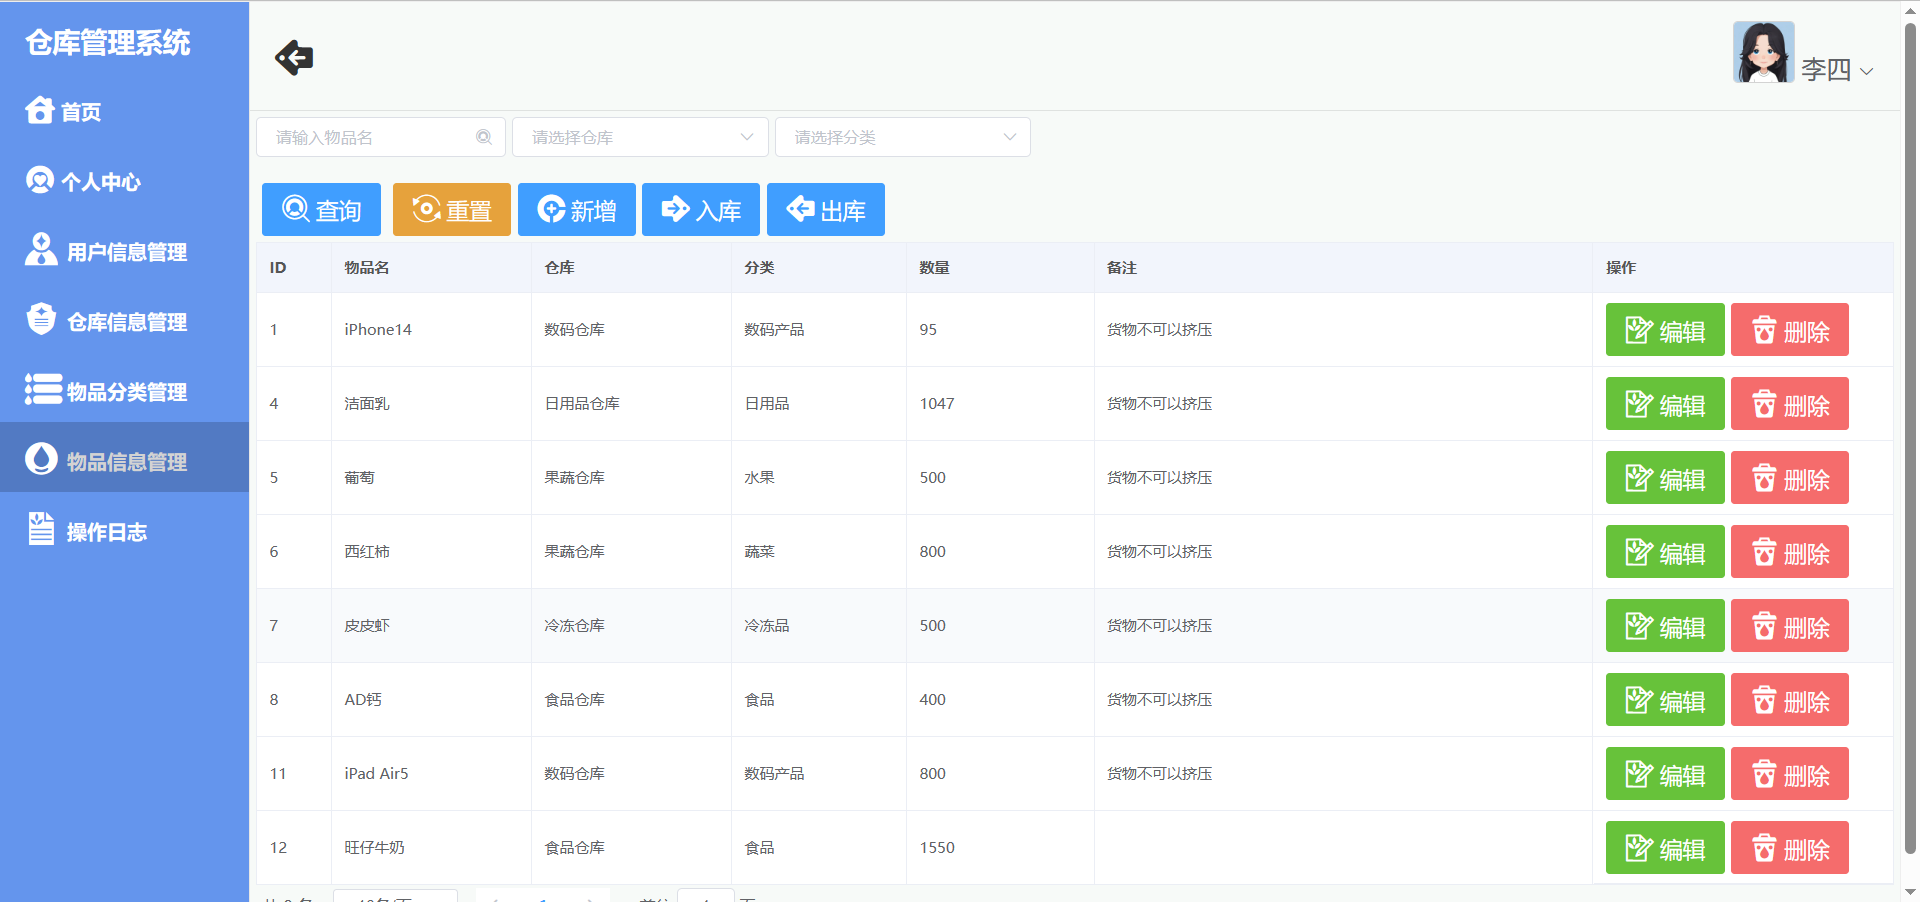 仓库管理系统
首页
个人中心
用户信息管理
仓库信息管理
物品分类管理
物品信息管理
操作日志
李四
请输入物品名 请选择仓库 请选择分类
查询 重置 新增 入库 出库
ID 物品名 仓库 分类 数量 备注 操作
1 iPhone14 数码仓库 数码产品 95 货物不可以挤压 编辑 删除
4 洁面乳 日用品仓库 日用品 1047 货物不可以挤压 编辑 删除
5 葡萄 果蔬仓库 水果 500 货物不可以挤压 编辑 删除
6 西红柿 果蔬仓库 蔬菜 800 货物不可以挤压 编辑 删除
7 皮皮虾 冷冻仓库 冷冻品 500 货物不可以挤压 编辑 删除
8 AD钙 食品仓库 食品 400 货物不可以挤压 编辑 删除
11 iPad Air5 数码仓库 数码产品 800 货物不可以挤压 编辑 删除
12 旺仔牛奶 食品仓库 食品 1550 编辑 删除